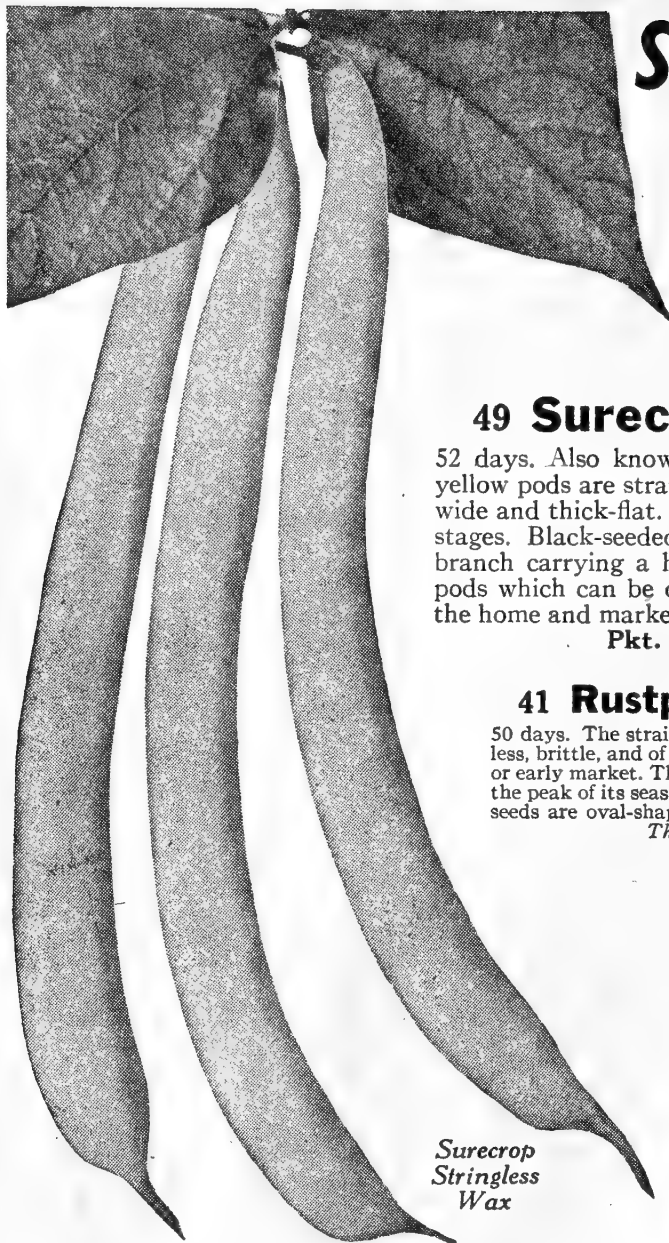 S
49 Surec
52 days. Also know
yellow pods are stra
wide and thick-flat.
stages. Black-seeded
branch carrying a h
pods which can be
the home and marke
Pkt.
41 Rustp
50 days. The strai
less, brittle, and of
or early market. Th
the peak of its seas
seeds are oval-shap
Th
Surecrop
Stringless
Wax